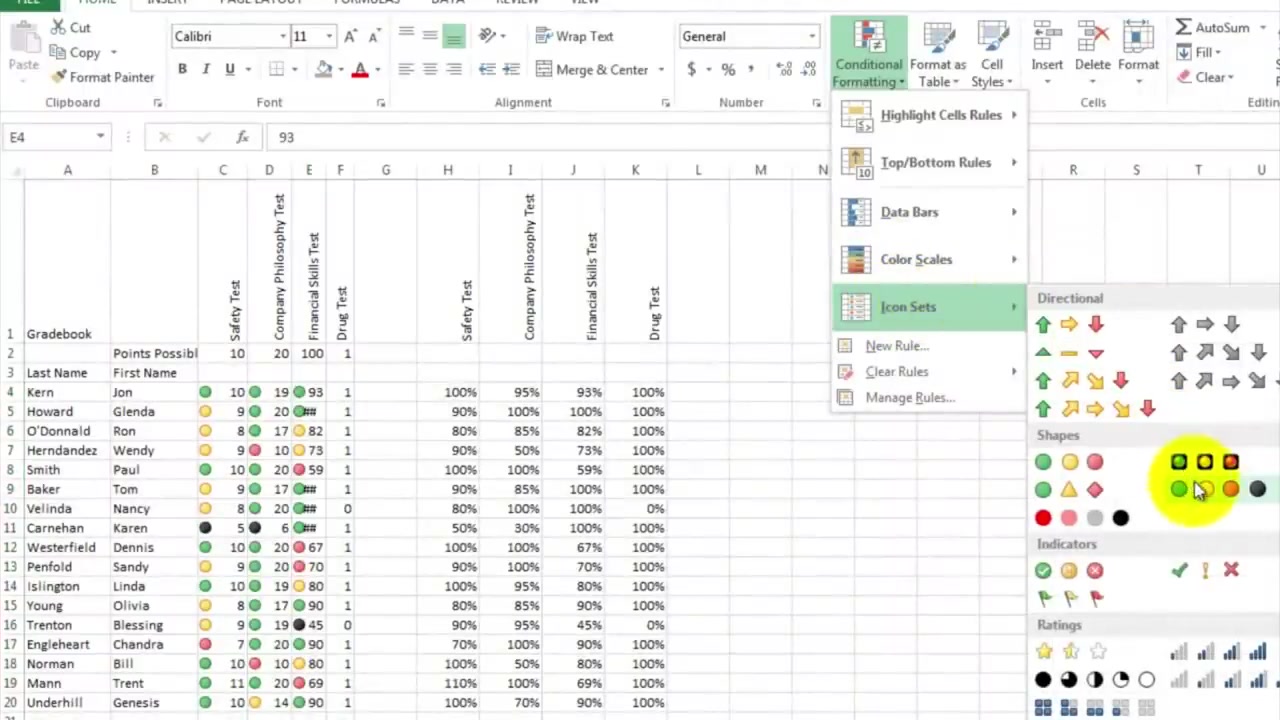 FILE HOME INSERT PAGE LAYOUT FORMULAS DATA REVIEW VIEW
Cut
Copy
Format Painter
Paste
Clipboard
Calibri 11
B I U A
Font
Wrap Text
Merge & Center
Alignment
General
$ % ,
Number
Conditional Formatting
Format as Table
Cell Styles
Insert Delete Format
Cells
AutoSum
Fill
Clear
E4 fx 93
Highlight Cells Rules
Top/Bottom Rules
Data Bars
Color Scales
Icon Sets
New Rule...
Clear Rules
Manage Rules...
Directional
Shapes
Indicators
Ratings
A B C D E F G H I J K L M N R S T U
1 Gradebook Safety Test Company Philosophy Test Financial Skills Test Drug Test Safety Test Company Philosophy Test Financial Skills Test Drug Test
2 Points Possibl 10 20 100 1
3 Last Name First Name
4 Kern Jon 10 19 93 1 100% 95% 93% 100%
5 Howard Glenda 9 20 ## 1 90% 100% 100% 100%
6 O'Donnald Ron 8 17 82 1 80% 85% 82% 100%
7 Herndandez Wendy 9 10 73 1 90% 50% 73% 100%
8 Smith Paul 10 20 59 1 100% 100% 59% 100%
9 Baker Tom 9 17 ## 1 90% 85% 100% 100%
10 Velinda Nancy 8 20 ## 0 80% 100% 100% 0%
11 Carnehan Karen 5 6 ## 1 50% 30% 100% 100%
12 Westerfield Dennis 10 20 67 1 100% 100% 67% 100%
13 Penfold Sandy 9 20 70 1 90% 100% 70% 100%
14 Islington Linda 10 19 80 1 100% 95% 80% 100%
15 Young Olivia 8 17 90 1 80% 85% 90% 100%
16 Trenton Blessing 9 19 45 0 90% 95% 45% 0%
17 Engleheart Chandra 7 20 90 1 70% 100% 90% 100%
18 Norman Bill 10 10 80 1 100% 50% 80% 100%
19 Mann Trent 11 20 69 1 110% 100% 69% 100%
20 Underhill Genesis 10 14 90 1 100% 70% 90% 100%